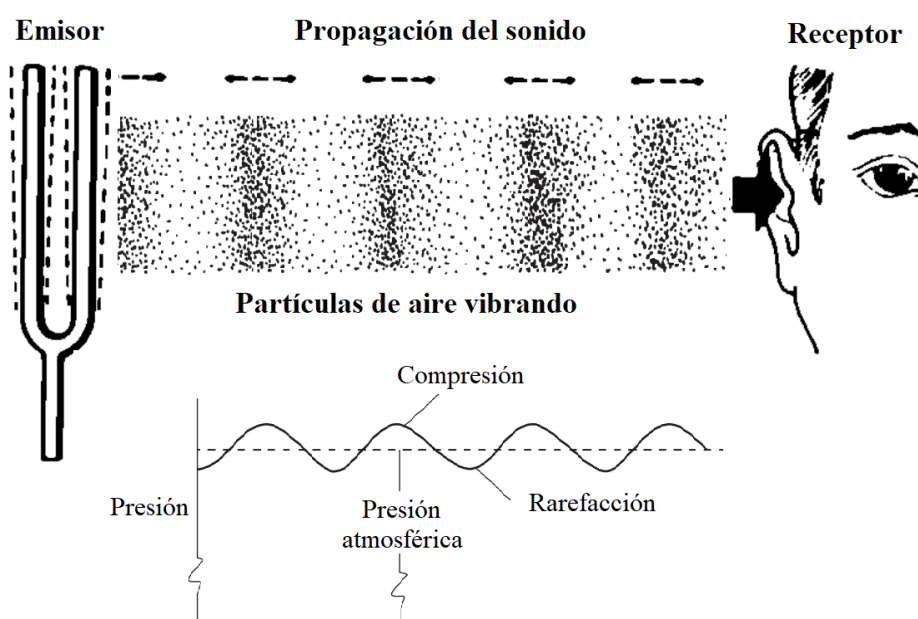 Emisor
Propagación del sonido
Receptor
Partículas de aire vibrando
Compresión
Presión
Presión
atmosférica
Rarefacción